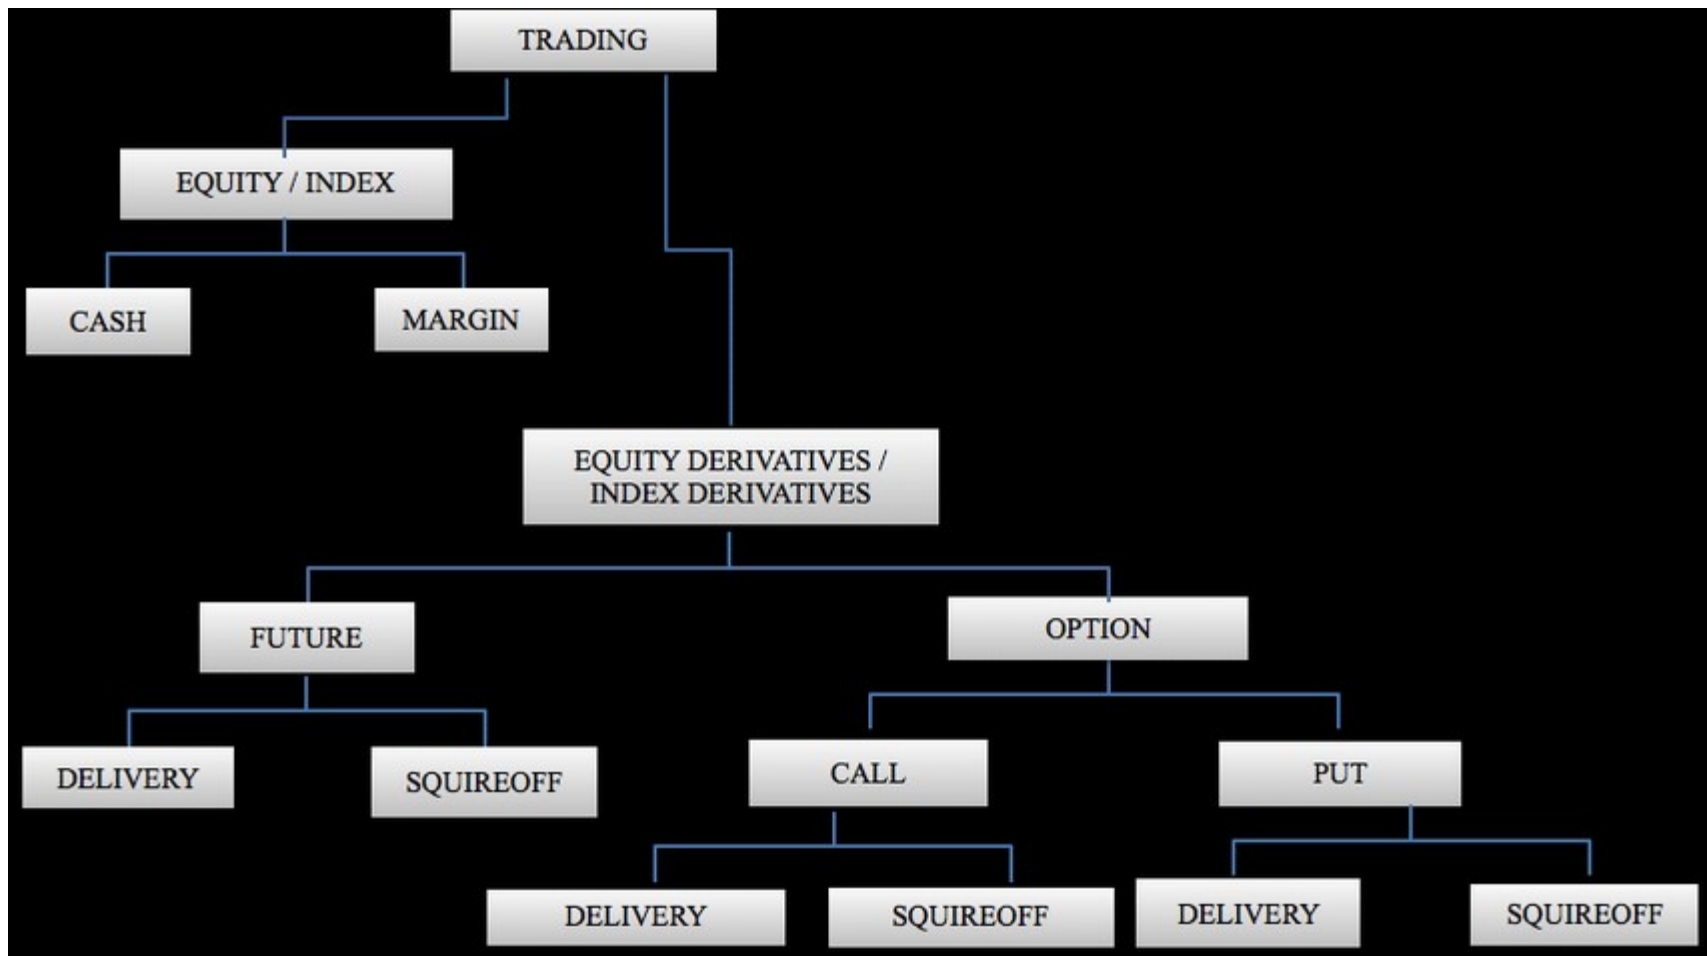 TRADING
EQUITY / INDEX
CASH
MARGIN
EQUITY DERIVATIVES /
INDEX DERIVATIVES
FUTURE
OPTION
DELIVERY
SQUIREOFF
CALL
PUT
DELIVERY
SQUIREOFF
DELIVERY
SQUIREOFF